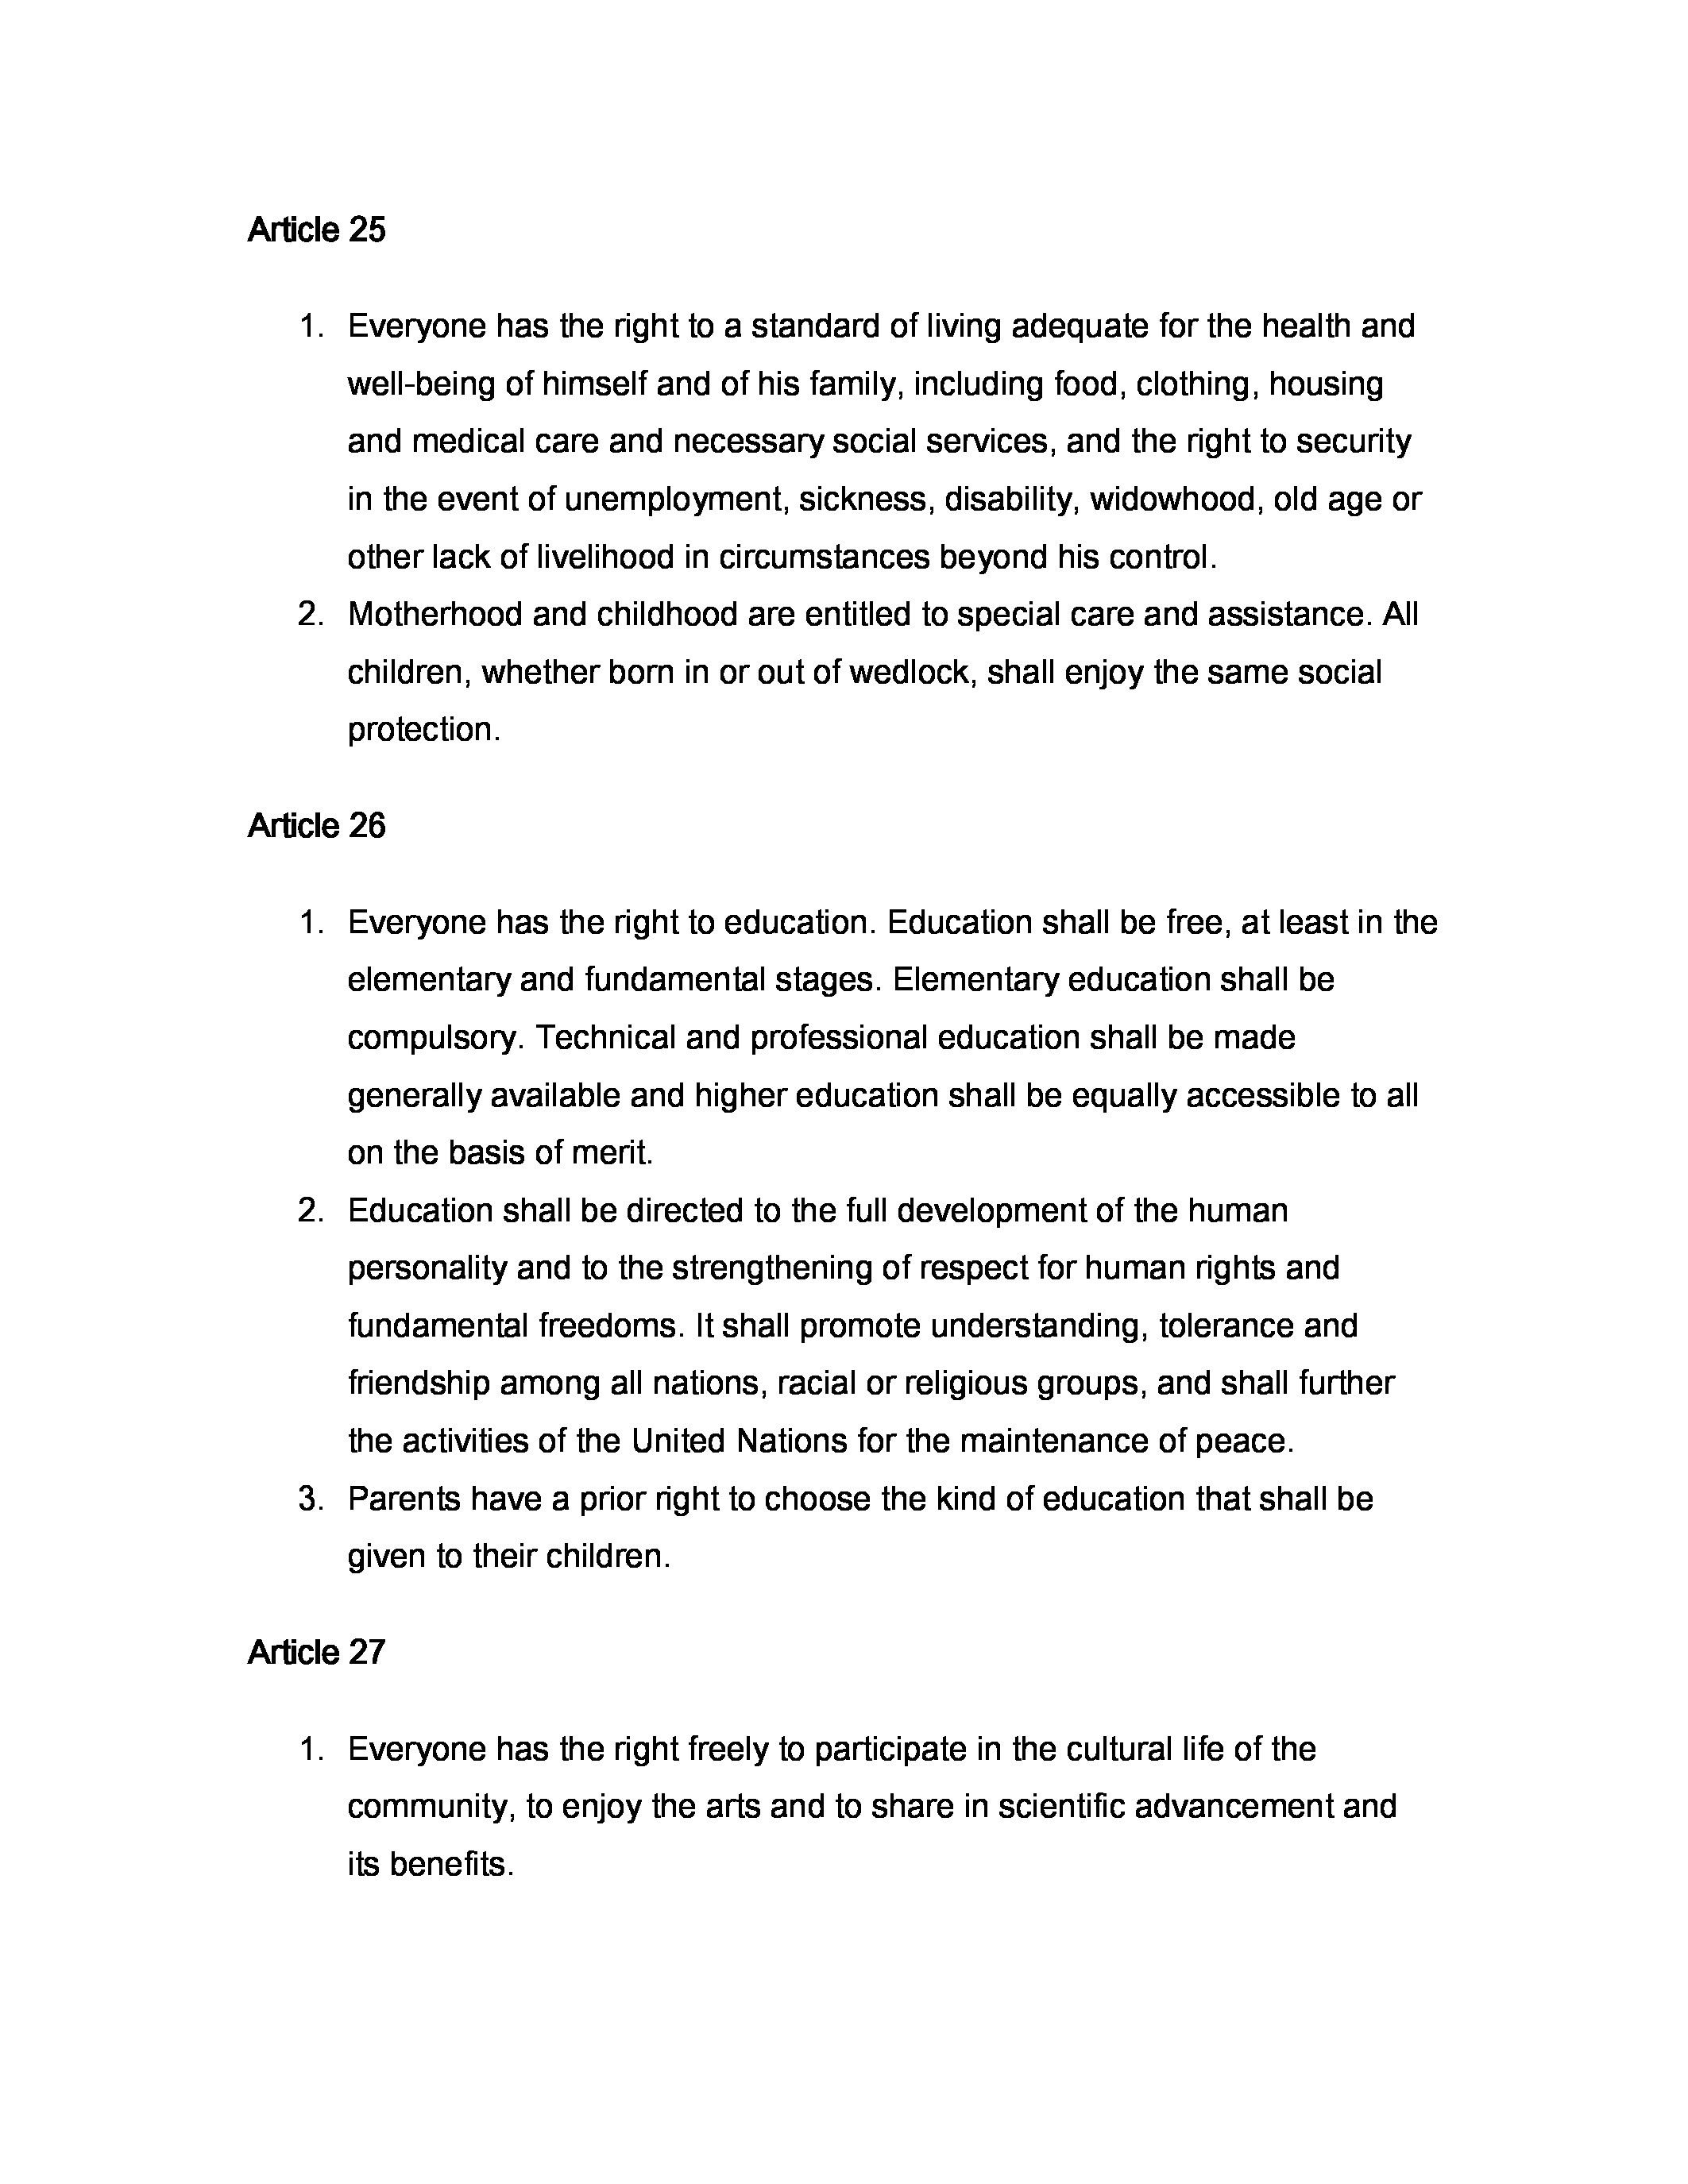 Article 25
1. Everyone has the right to a standard of living adequate for the health and
well-being of himself and of his family, including food, clothing, housing
and medical care and necessary social services, and the right to security
in the event of unemployment, sickness, disability, widowhood, old age or
other lack of livelihood in circumstances beyond his control.
2. Motherhood and childhood are entitled to special care and assistance. All
children, whether born in or out of wedlock, shall enjoy the same social
protection.
Article 26
1. Everyone has the right to education. Education shall be free, at least in the
elementary and fundamental stages. Elementary education shall be
compulsory. Technical and professional education shall be made
generally available and higher education shall be equally accessible to all
on the basis of merit.
2. Education shall be directed to the full development of the human
personality and to the strengthening of respect for human rights and
fundamental freedoms. It shall promote understanding, tolerance and
friendship among all nations, racial or religious groups, and shall further
the activities of the United Nations for the maintenance of peace.
3. Parents have a prior right to choose the kind of education that shall be
given to their children.
Article 27
1. Everyone has the right freely to participate in the cultural life of the
community, to enjoy the arts and to share in scientific advancement and
its benefits.